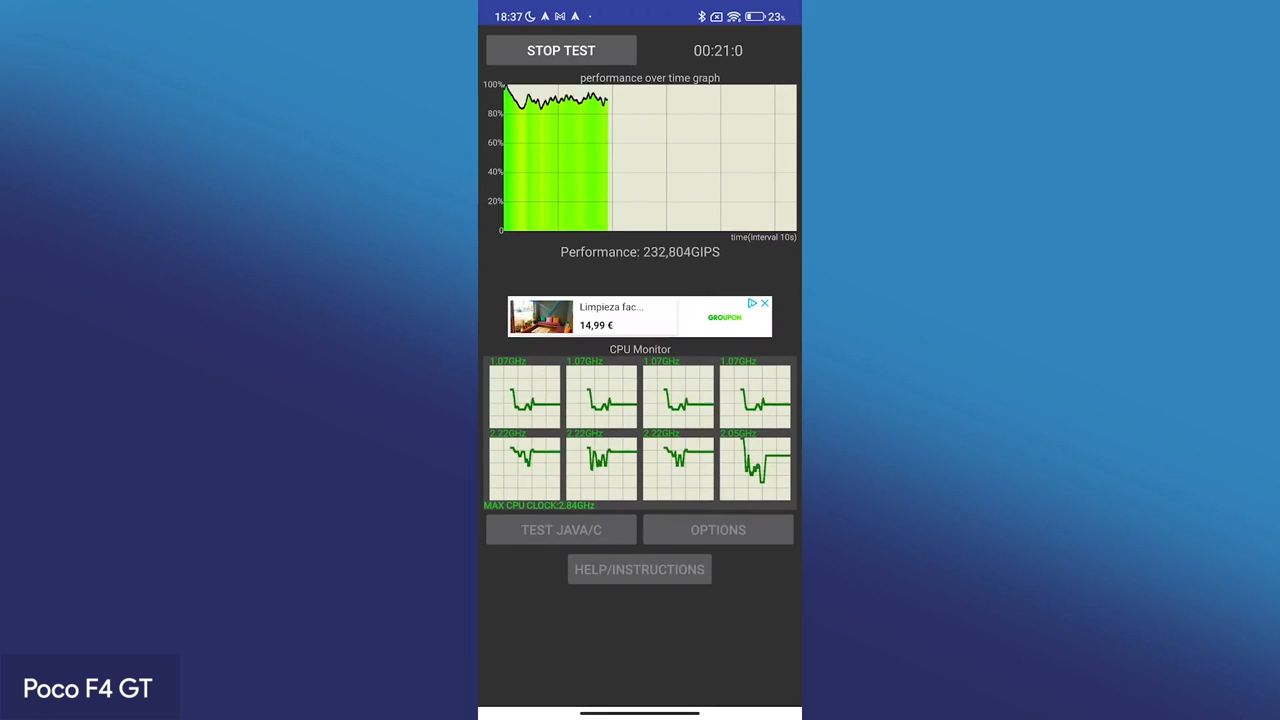 18:37 23%
STOP TEST 00:21:0
performance over time graph
100%
80%
60%
40%
20%
0
time(interval 10s)
Performance: 232,804GIPS
Limpieza fac...
14,99 €
GROUPON
CPU Monitor
1.07GHz 1.07GHz 1.07GHz 1.07GHz
2.22GHz 2.22GHz 2.22GHz 2.05GHz
MAX CPU CLOCK:2.84GHz
TEST JAVA/C OPTIONS
HELP/INSTRUCTIONS
Poco F4 GT